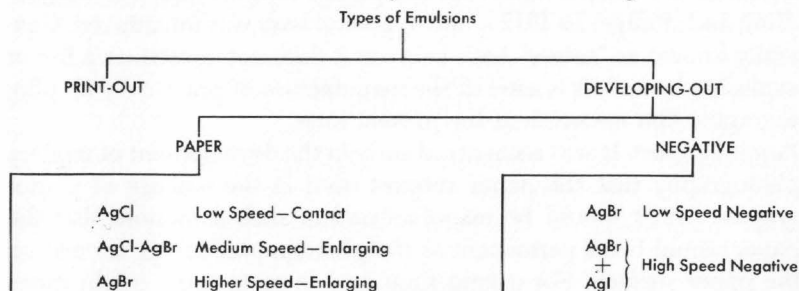 Types of Emulsions
PRINT-OUT
DEVELOPING-OUT
PAPER
NEGATIVE
AgCl Low Speed—Contact
AgCl-AgBr Medium Speed—Enlarging
AgBr Higher Speed—Enlarging
AgBr Low Speed Negative
AgBr
+ High Speed Negative
AgI